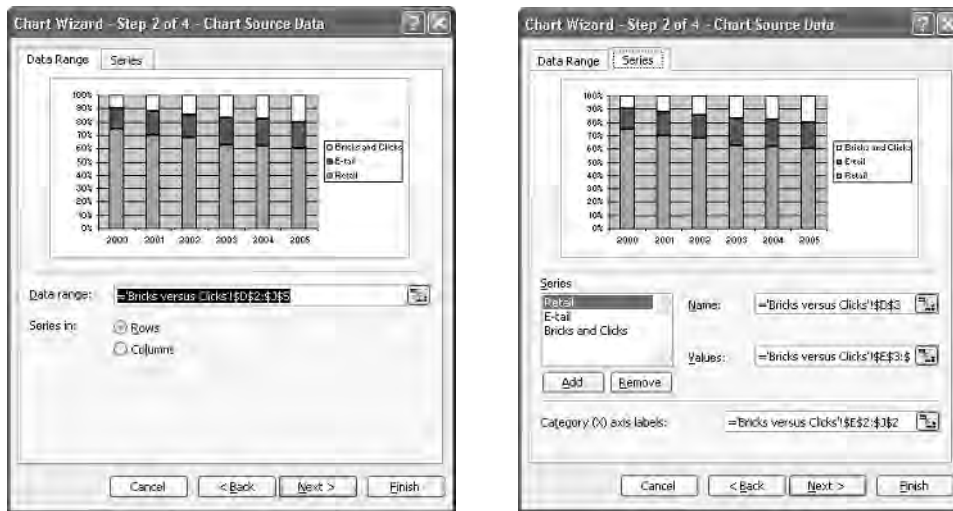 Chart Wizard - Step 2 of 4 - Chart Source Data
Data Range
Series
100%
90%
80%
70%
60%
50%
40%
30%
20%
10%
0%
2000 2001 2002 2003 2004 2005
Bricks and Clicks
E-tail
Retail
Data range:
='Bricks versus Clicks'!$D$2:$J$5
Series in:
Rows
Columns
Cancel
< Back
Next >
Finish
Chart Wizard - Step 2 of 4 - Chart Source Data
Data Range
Series
100%
90%
80%
70%
60%
50%
40%
30%
20%
10%
0%
2000 2001 2002 2003 2004 2005
Bricks and Clicks
E-tail
Retail
Series
Retail
E-tail
Bricks and Clicks
Name:
='Bricks versus Clicks'!$D$3
Values:
='Bricks versus Clicks'!$E$3:$
Add
Remove
Category (X) axis labels:
='Bricks versus Clicks'!$E$2:$J$2
Cancel
< Back
Next >
Finish